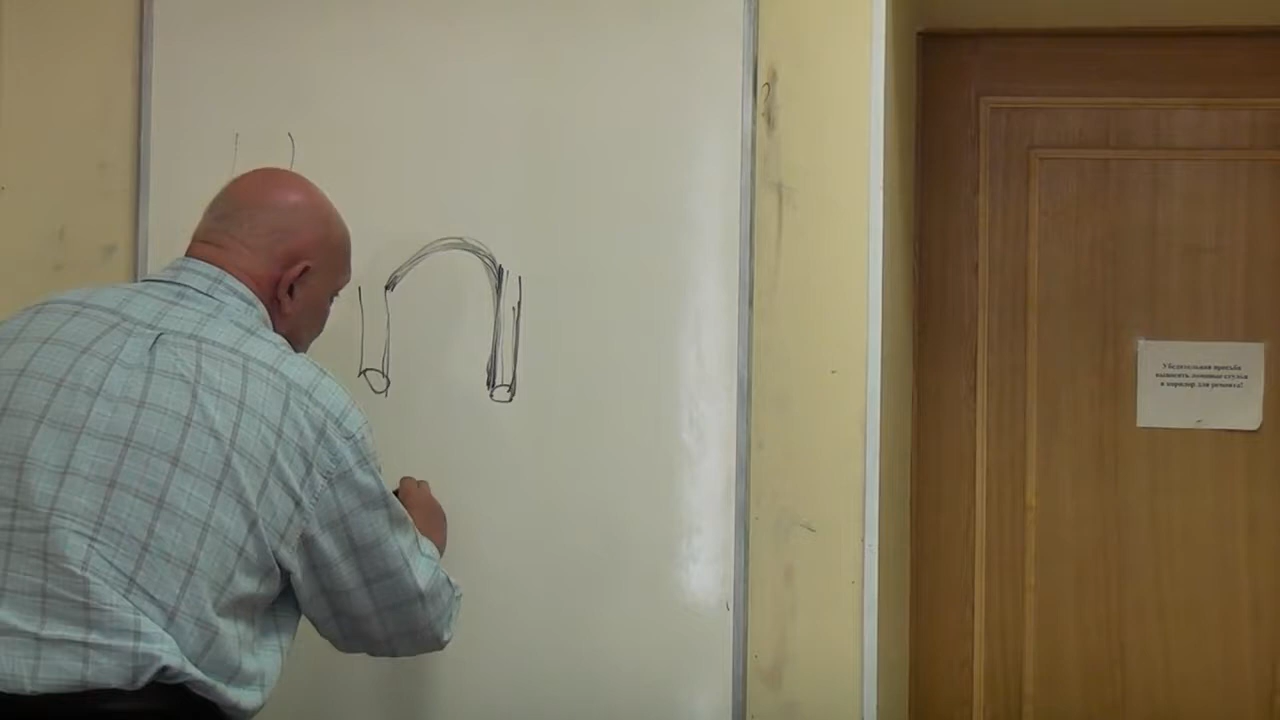 Убедительная просьба
выносить ломаные стулья
в коридор для ремонта!